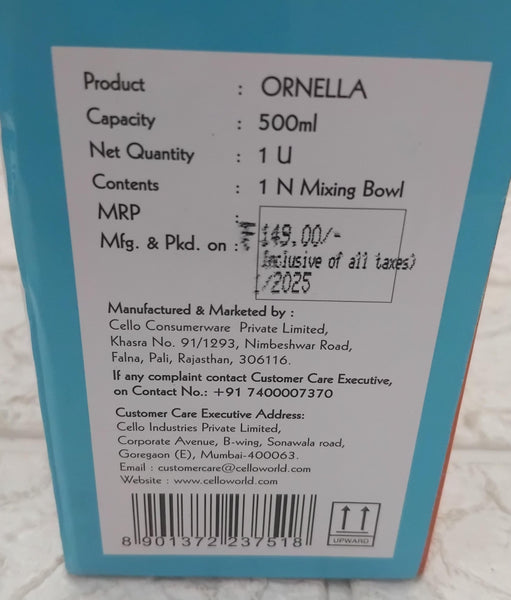 Product : ORNELLA
Capacity : 500ml
Net Quantity : 1 U
Contents : 1 N Mixing Bowl
MRP : 149.00/-
Inclusive of all taxes)
Mfg. & Pkd. on : /2025
Manufactured & Marketed by :
Cello Consumerware Private Limited,
Khasra No. 91/1293, Nimbeshwar Road,
Falna, Pali, Rajasthan, 306116.
If any complaint contact Customer Care Executive,
on Contact No.: +91 7400007370
Customer Care Executive Address:
Cello Industries Private Limited,
Corporate Avenue, B-wing, Sonawala road,
Goregaon (E), Mumbai-400063.
Email : customercare@celloworld.com
Website : www.celloworld.com
8 901372 237518
UPWARD